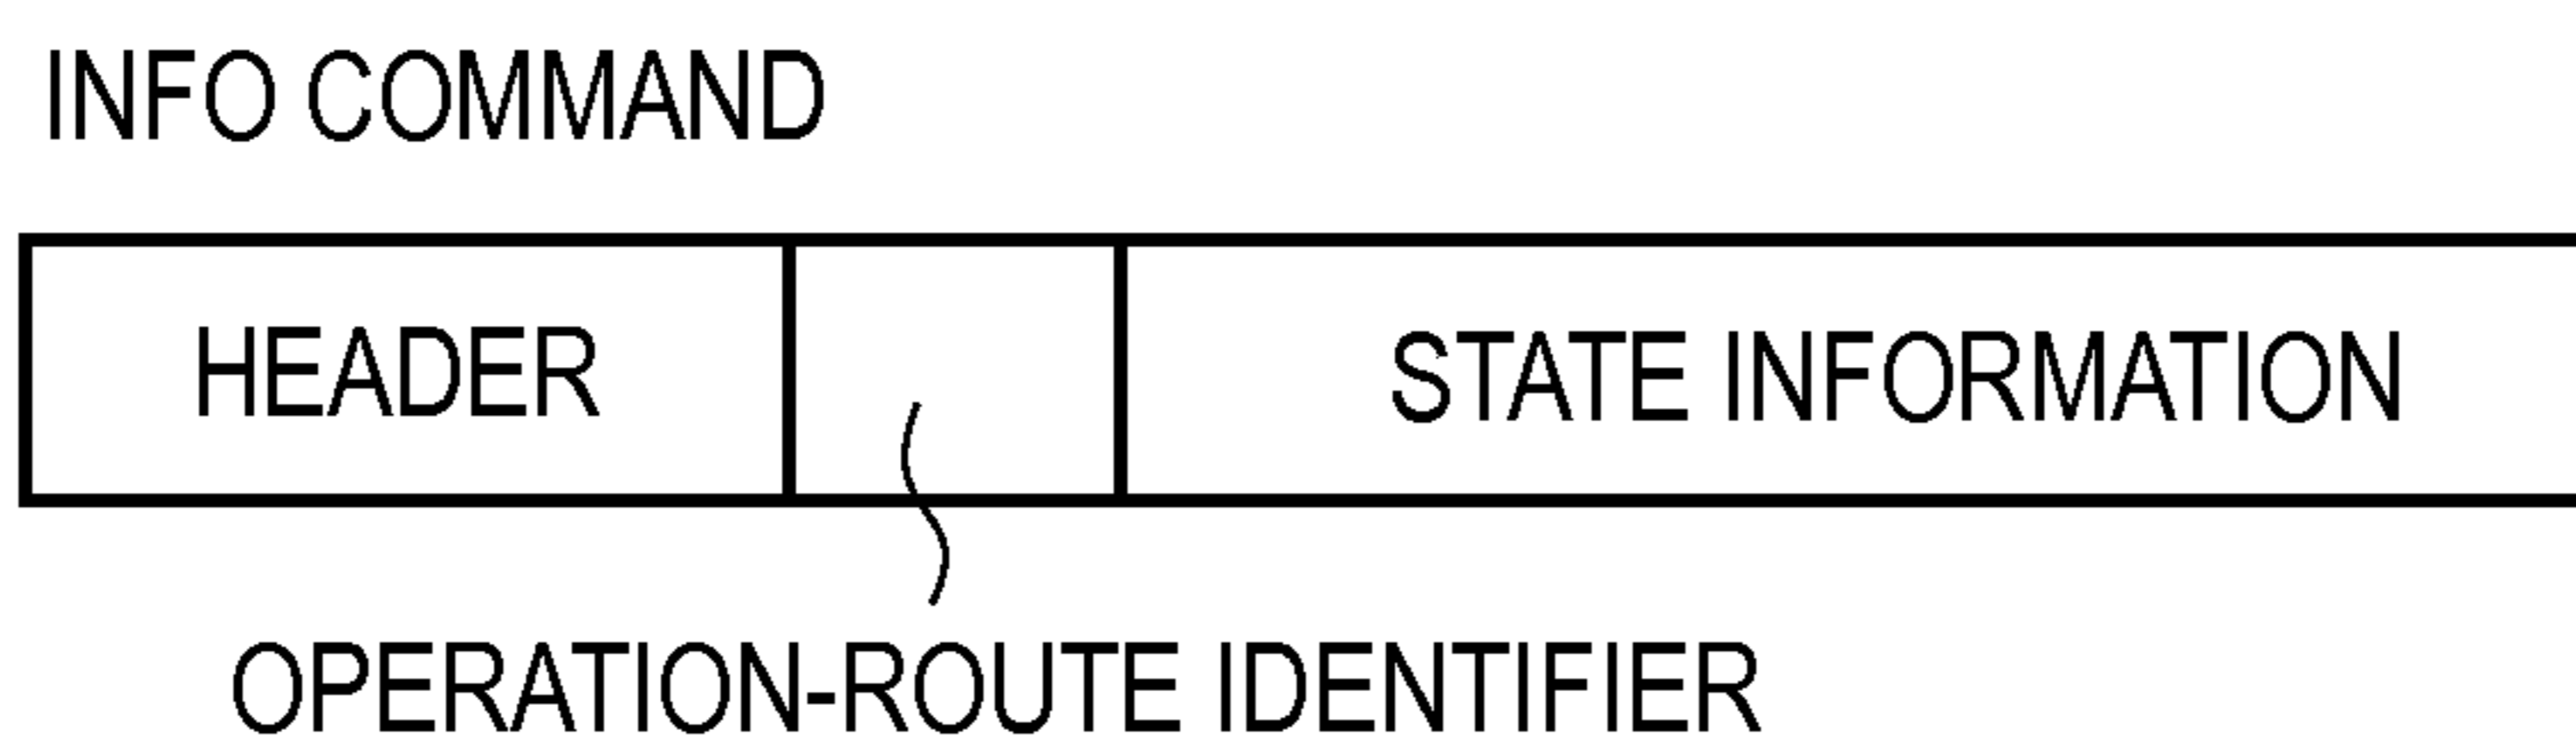 INFO COMMAND
HEADER
STATE INFORMATION
OPERATION-ROUTE IDENTIFIER